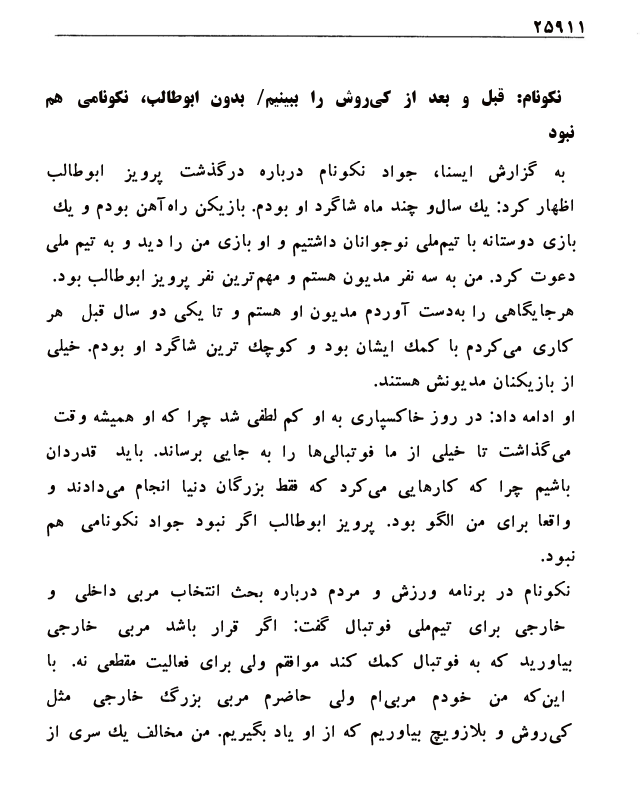 ۲۵۹۱۱
نکونام: قبل و بعد از کی‌روش را ببینیم/ بدون ابوطالب، نکونامی هم
نبود
به گزارش ایسنا، جواد نکونام درباره درگذشت پرویز ابوطالب
اظهار کرد: یك سال‌و چند ماه شاگرد او بودم. بازیکن راه‌آهن بودم و یك
بازی دوستانه با تیم‌ملی نوجوانان داشتیم و او بازی من را دید و به تیم ملی
دعوت کرد. من به سه نفر مدیون هستم و مهم‌ترین نفر پرویز ابوطالب بود.
هرجایگاهی را به‌دست آوردم مدیون او هستم و تا یکی دو سال قبل هر
کاری می‌کردم با کمك ایشان بود و کوچك ترین شاگرد او بودم. خیلی
از بازیکنان مدیونش هستند.
او ادامه داد: در روز خاکسپاری به او کم لطفی شد چرا که او همیشه وقت
می‌گذاشت تا خیلی از ما فوتبالی‌ها را به جایی برساند. باید قدردان
باشیم چرا که کارهایی می‌کرد که فقط بزرگان دنیا انجام می‌دادند و
واقعا برای من الگو بود. پرویز ابوطالب اگر نبود جواد نکونامی هم
نبود.
نکونام در برنامه ورزش و مردم درباره بحث انتخاب مربی داخلی و
خارجی برای تیم‌ملی فوتبال گفت: اگر قرار باشد مربی خارجی
بیاورید که به فوتبال کمك کند موافقم ولی برای فعالیت مقطعی نه. با
این‌که من خودم مربی‌ام ولی حاضرم مربی بزرگ خارجی مثل
کی‌روش و بلازویچ بیاوریم که از او یاد بگیریم. من مخالف یك سری از